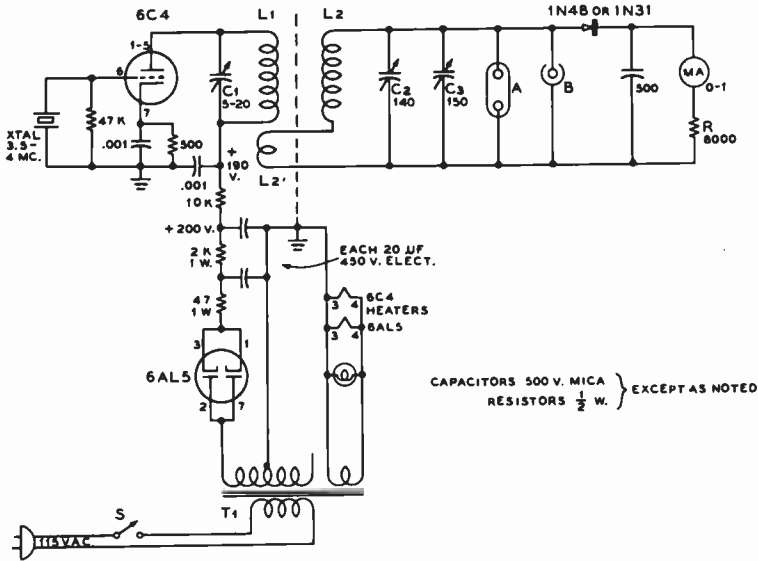 6C4
L1
L2
1N48 OR 1N31
1-5
6
7
C1
5-20
C2
140
C3
150
A
B
500
MA
0-1
R
8000
XTAL
3.5-
4 MC.
47 K
.001
500
.001
+
190
V.
L2'
10K
+200 V.
2 K
1 W.
47
1 W
EACH 20 µF
450 V. ELECT.
3 4
6C4
HEATERS
6AL5
3 4
3 1
6AL5
2 7
CAPACITORS 500 V. MICA
RESISTORS 1/2 W.
EXCEPT AS NOTED
T1
S
115VAC